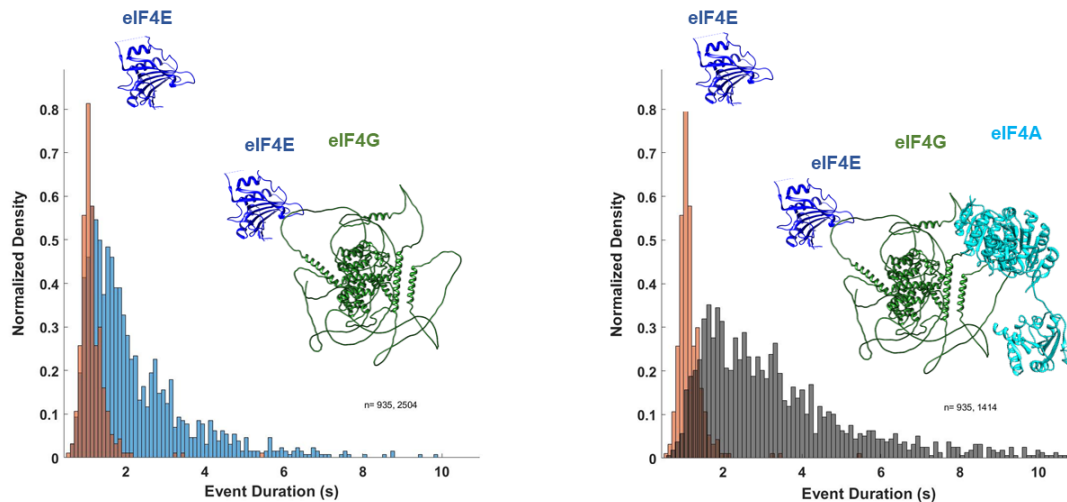 eIF4E
eIF4E
eIF4G
Normalized Density
0.8
0.7
0.6
0.5
0.4
0.3
0.2
0.1
0
n= 935, 2504
2
4
6
8
10
Event Duration (s)
eIF4E
eIF4E
eIF4G
eIF4A
Normalized Density
0.8
0.7
0.6
0.5
0.4
0.3
0.2
0.1
0
n= 935, 1414
2
4
6
8
10
Event Duration (s)